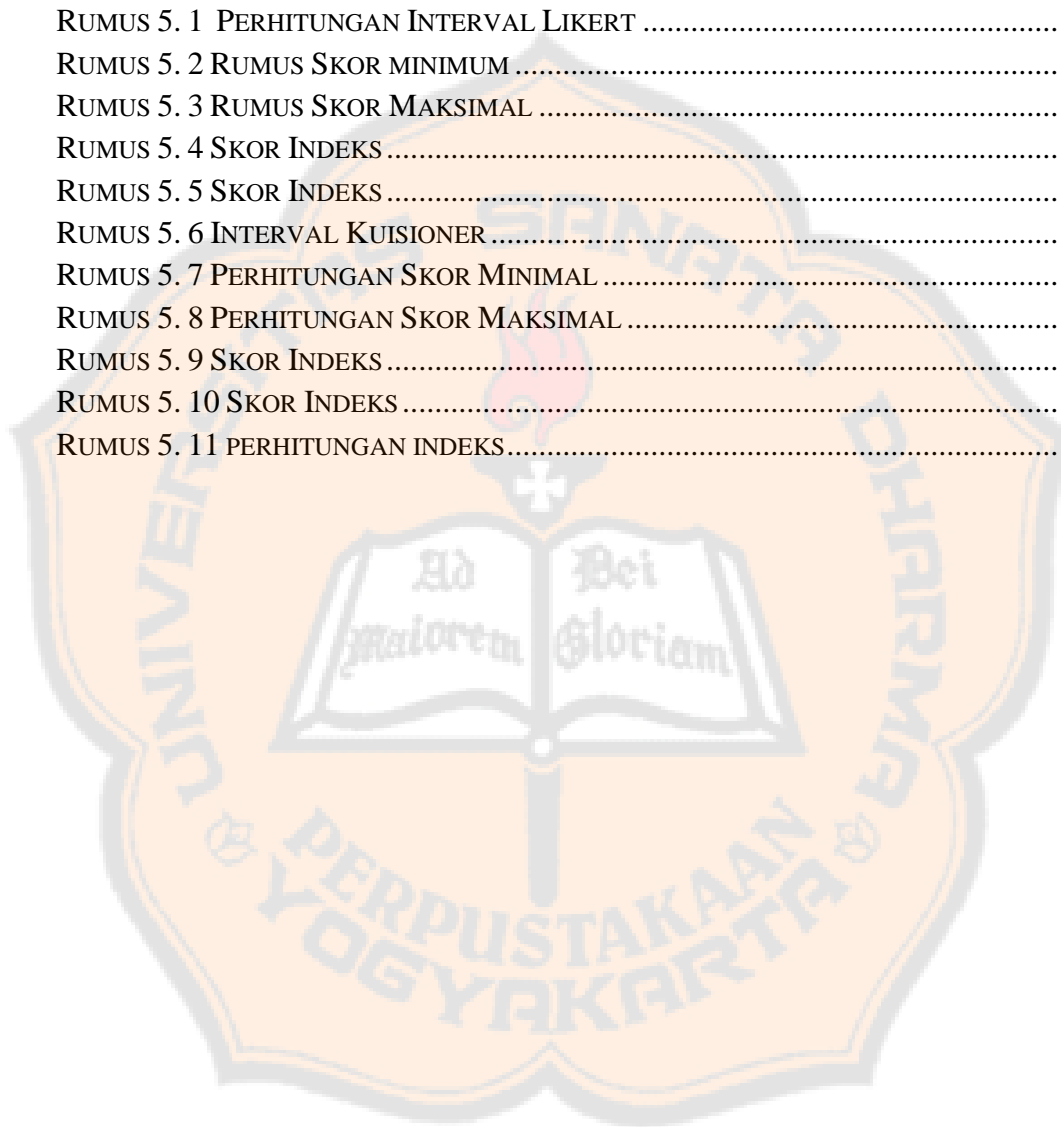 RUMUS 5. 1  PERHITUNGAN INTERVAL LIKERT ....................................................
RUMUS 5. 2 RUMUS SKOR MINIMUM ....................................................................
RUMUS 5. 3 RUMUS SKOR MAKSIMAL .................................................................
RUMUS 5. 4 SKOR INDEKS ....................................................................................
RUMUS 5. 5 SKOR INDEKS ....................................................................................
RUMUS 5. 6 INTERVAL KUISIONER .......................................................................
RUMUS 5. 7 PERHITUNGAN SKOR MINIMAL .........................................................
RUMUS 5. 8 PERHITUNGAN SKOR MAKSIMAL ......................................................
RUMUS 5. 9 SKOR INDEKS ....................................................................................
RUMUS 5. 10 SKOR INDEKS ..................................................................................
RUMUS 5. 11 PERHITUNGAN INDEKS .....................................................................
UNIVERSITAS SANATA DHARMA
Ad Dei
Maiorem Gloriam
PERPUSTAKAAN
YOGYAKARTA